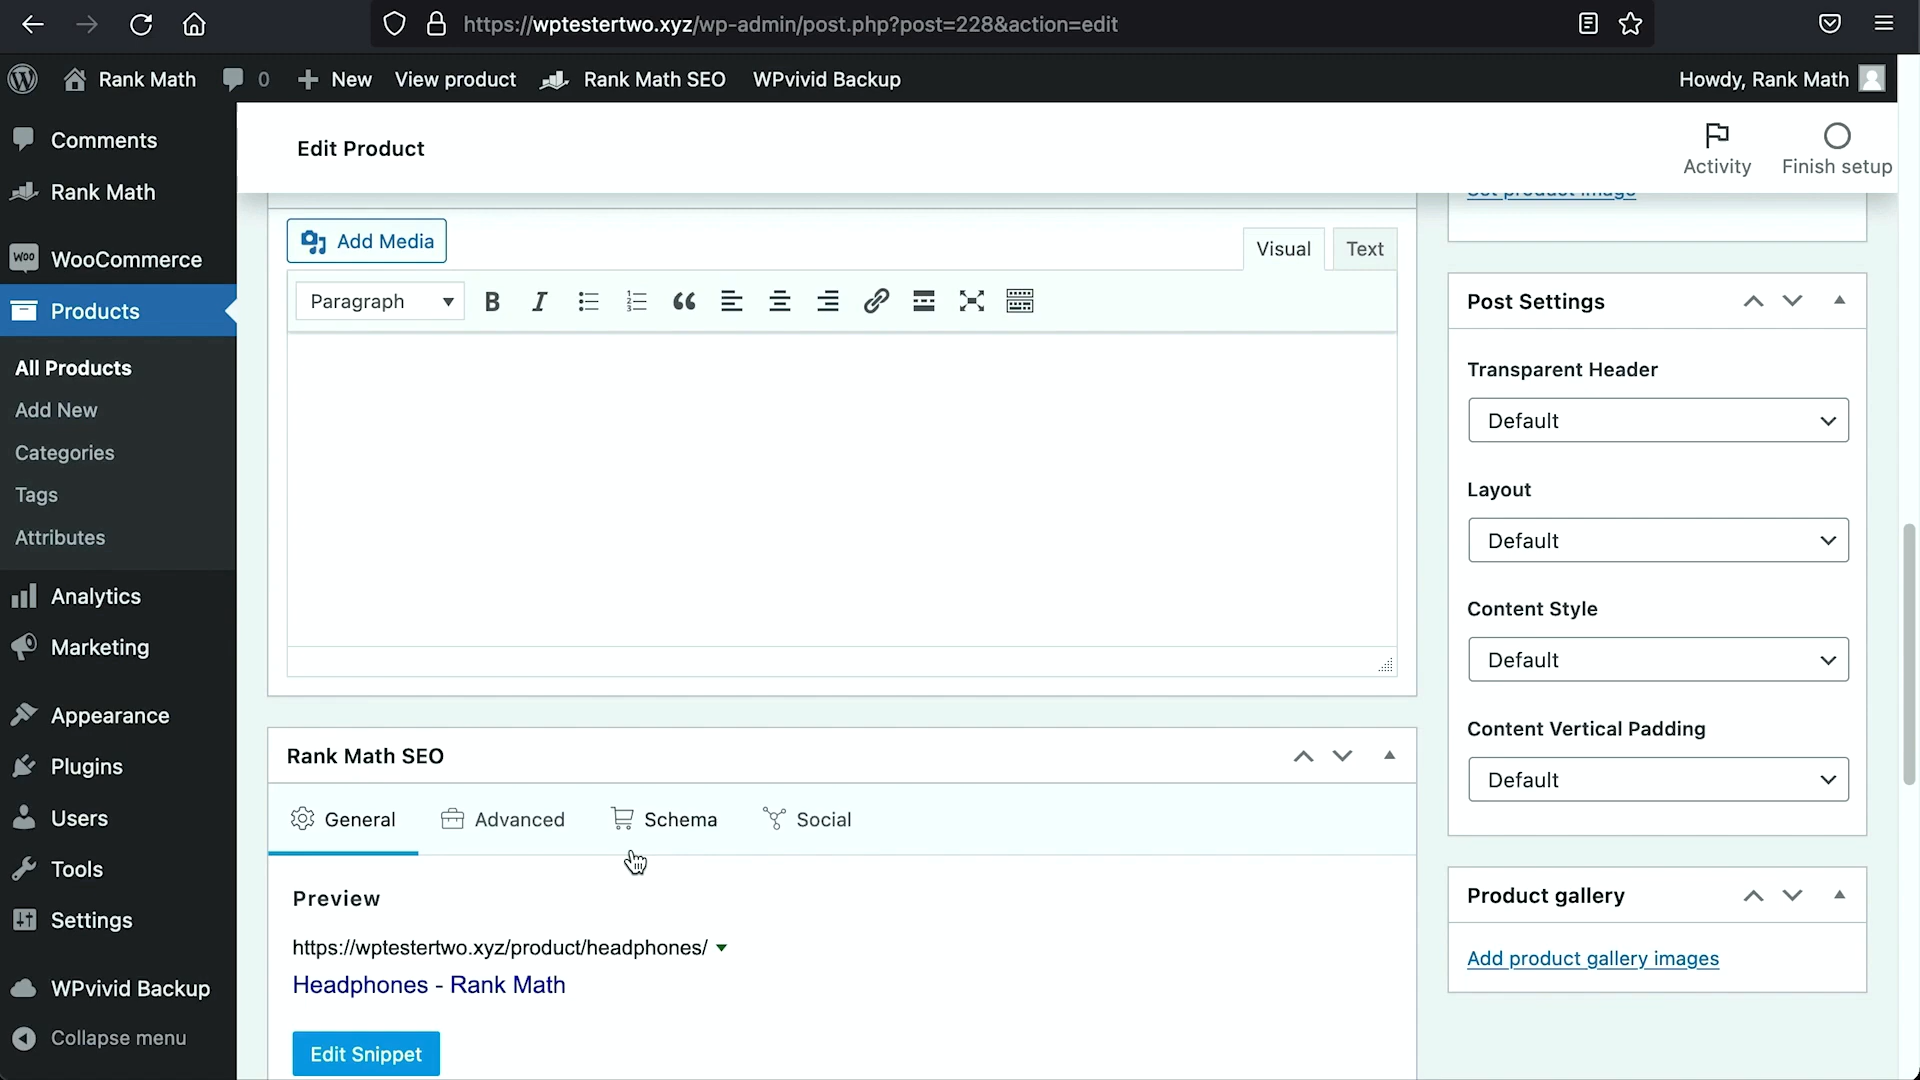 https://wptestertwo.xyz/wp-admin/post.php?post=228&action=edit
Rank Math
0
New
View product
Rank Math SEO
WPvivid Backup
Howdy, Rank Math
Comments
Rank Math
WOO
WooCommerce
Products
All Products
Add New
Categories
Tags
Attributes
Analytics
Marketing
Appearance
Plugins
Users
Tools
Settings
WPvivid Backup
Collapse menu
Edit Product
Activity
Finish setup
Set product image
Add Media
Visual
Text
Paragraph
Rank Math SEO
General
Advanced
Schema
Social
Preview
https://wptestertwo.xyz/product/headphones/
Headphones - Rank Math
Edit Snippet
Post Settings
Transparent Header
Default
Layout
Default
Content Style
Default
Content Vertical Padding
Default
Product gallery
Add product gallery images